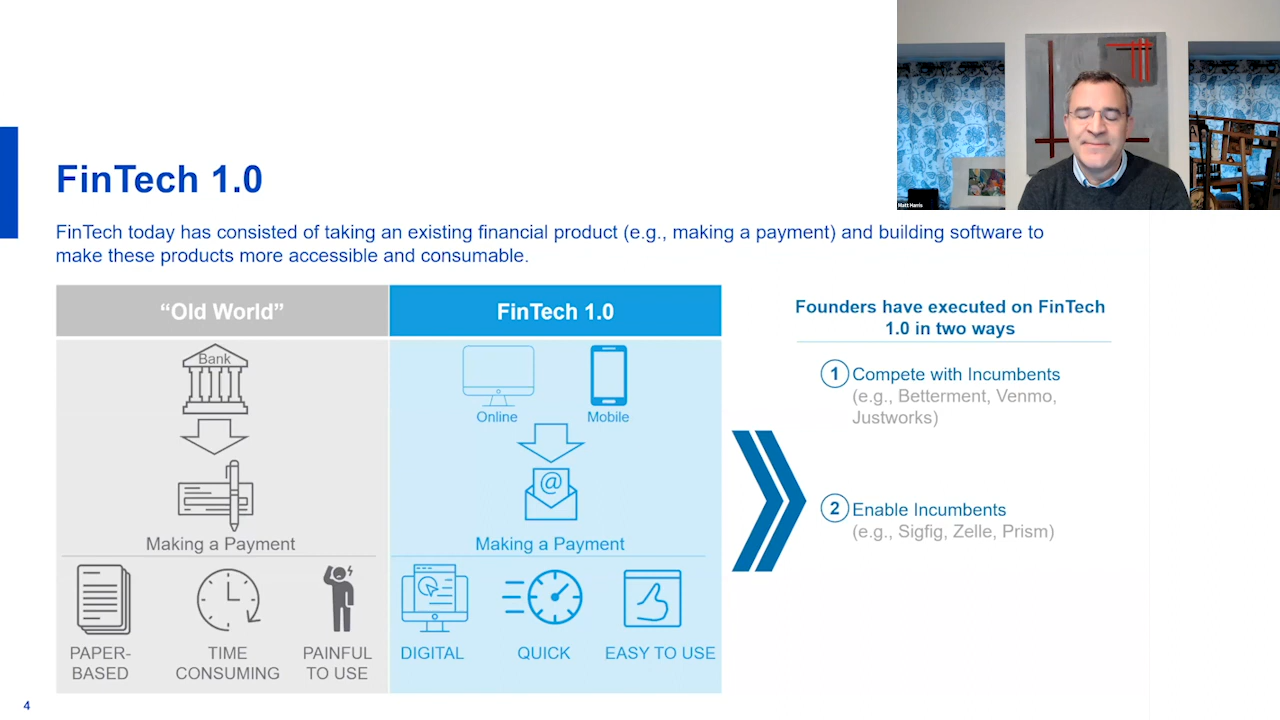 Matt Harris
FinTech 1.0
FinTech today has consisted of taking an existing financial product (e.g., making a payment) and building software to
make these products more accessible and consumable.
“Old World”
FinTech 1.0
Bank
Online
Mobile
@
Making a Payment
Making a Payment
PAPER-
BASED
TIME
CONSUMING
PAINFUL
TO USE
DIGITAL
QUICK
EASY TO USE
Founders have executed on FinTech
1.0 in two ways
1
Compete with Incumbents
(e.g., Betterment, Venmo,
Justworks)
2
Enable Incumbents
(e.g., Sigfig, Zelle, Prism)
4